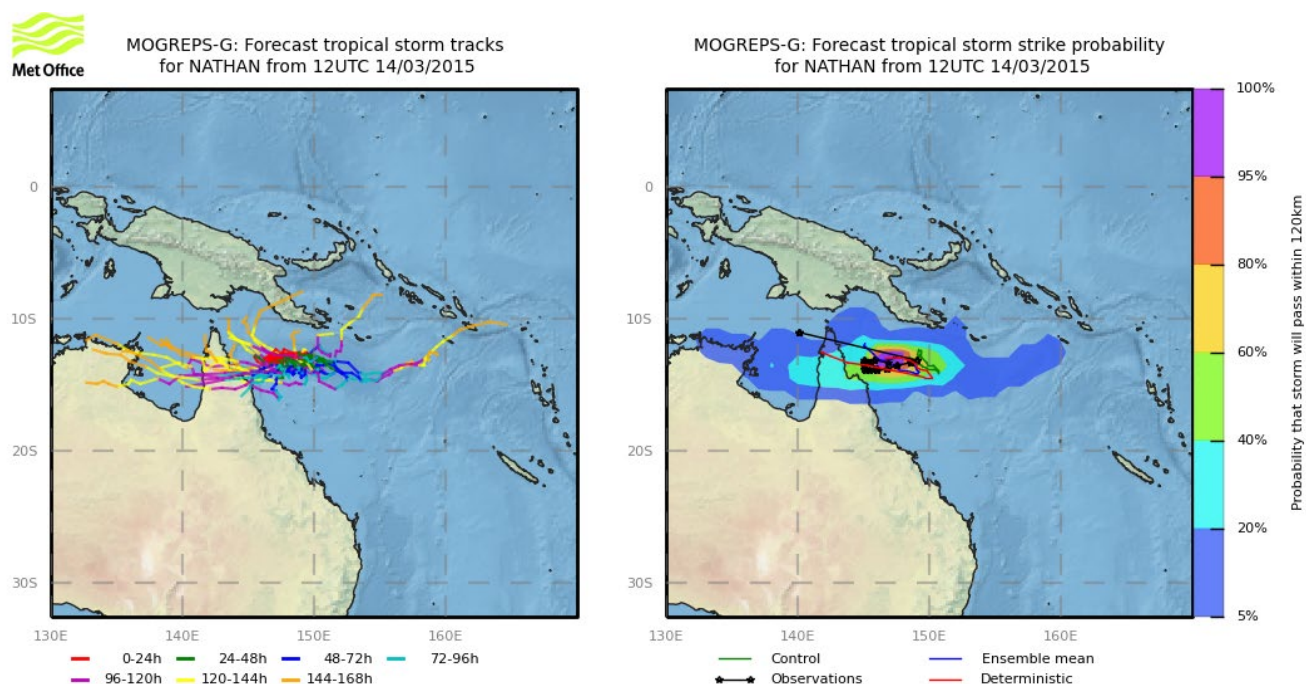 Met Office
MOGREPS-G: Forecast tropical storm tracks
for NATHAN from 12UTC 14/03/2015
0
10S
20S
30S
130E 140E 150E 160E
0-24h 24-48h 48-72h 72-96h
96-120h 120-144h 144-168h
MOGREPS-G: Forecast tropical storm strike probability
for NATHAN from 12UTC 14/03/2015
0
10S
20S
30S
130E 140E 150E 160E
Control Ensemble mean
Observations Deterministic
100%
95%
80%
60%
40%
20%
5%
Probability that storm will pass within 120km